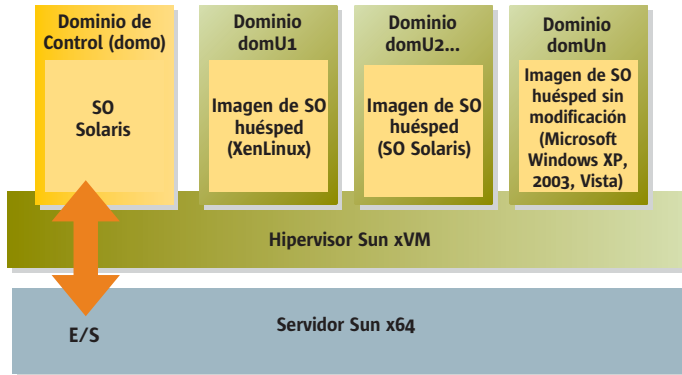 Dominio de
Control (dom0)
SO
Solaris
Dominio
domU1
Imagen de SO
huésped
(XenLinux)
Dominio
domU2...
Imagen de SO
huésped
(SO Solaris)
Dominio
domUn
Imagen de SO
huésped sin
modificación
(Microsoft
Windows XP,
2003, Vista)
Hipervisor Sun xVM
E/S
Servidor Sun x64